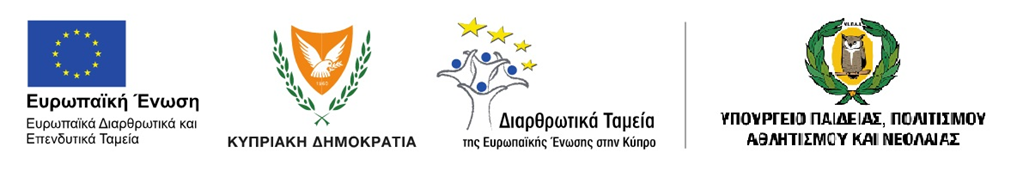 Ευρωπαϊκή Ένωση
Ευρωπαϊκά Διαρθρωτικά και
Επενδυτικά Ταμεία
1960
ΚΥΠΡΙΑΚΗ ΔΗΜΟΚΡΑΤΙΑ
Διαρθρωτικά Ταμεία
της Ευρωπαϊκής Ένωσης στην Κύπρο
ΥΠΟΥΡΓΕΙΟ ΠΑΙΔΕΙΑΣ, ΠΟΛΙΤΙΣΜΟΥ
ΑΘΛΗΤΙΣΜΟΥ ΚΑΙ ΝΕΟΛΑΙΑΣ